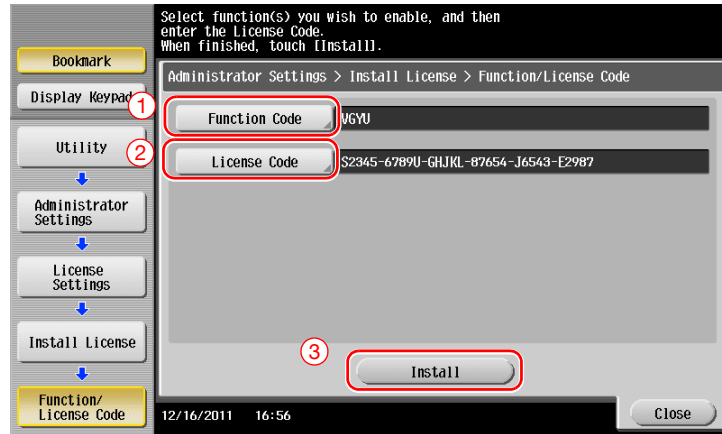 Select function(s) you wish to enable, and then
enter the License Code.
When finished, touch [Install].
Bookmark
Display Keypad
Utility
Administrator
Settings
License
Settings
Install License
Function/
License Code
Administrator Settings > Install License > Function/License Code
1
Function Code
VGYU
2
License Code
S2345-6789U-GHJKL-87654-J6543-E2987
3
Install
12/16/2011 16:56
Close